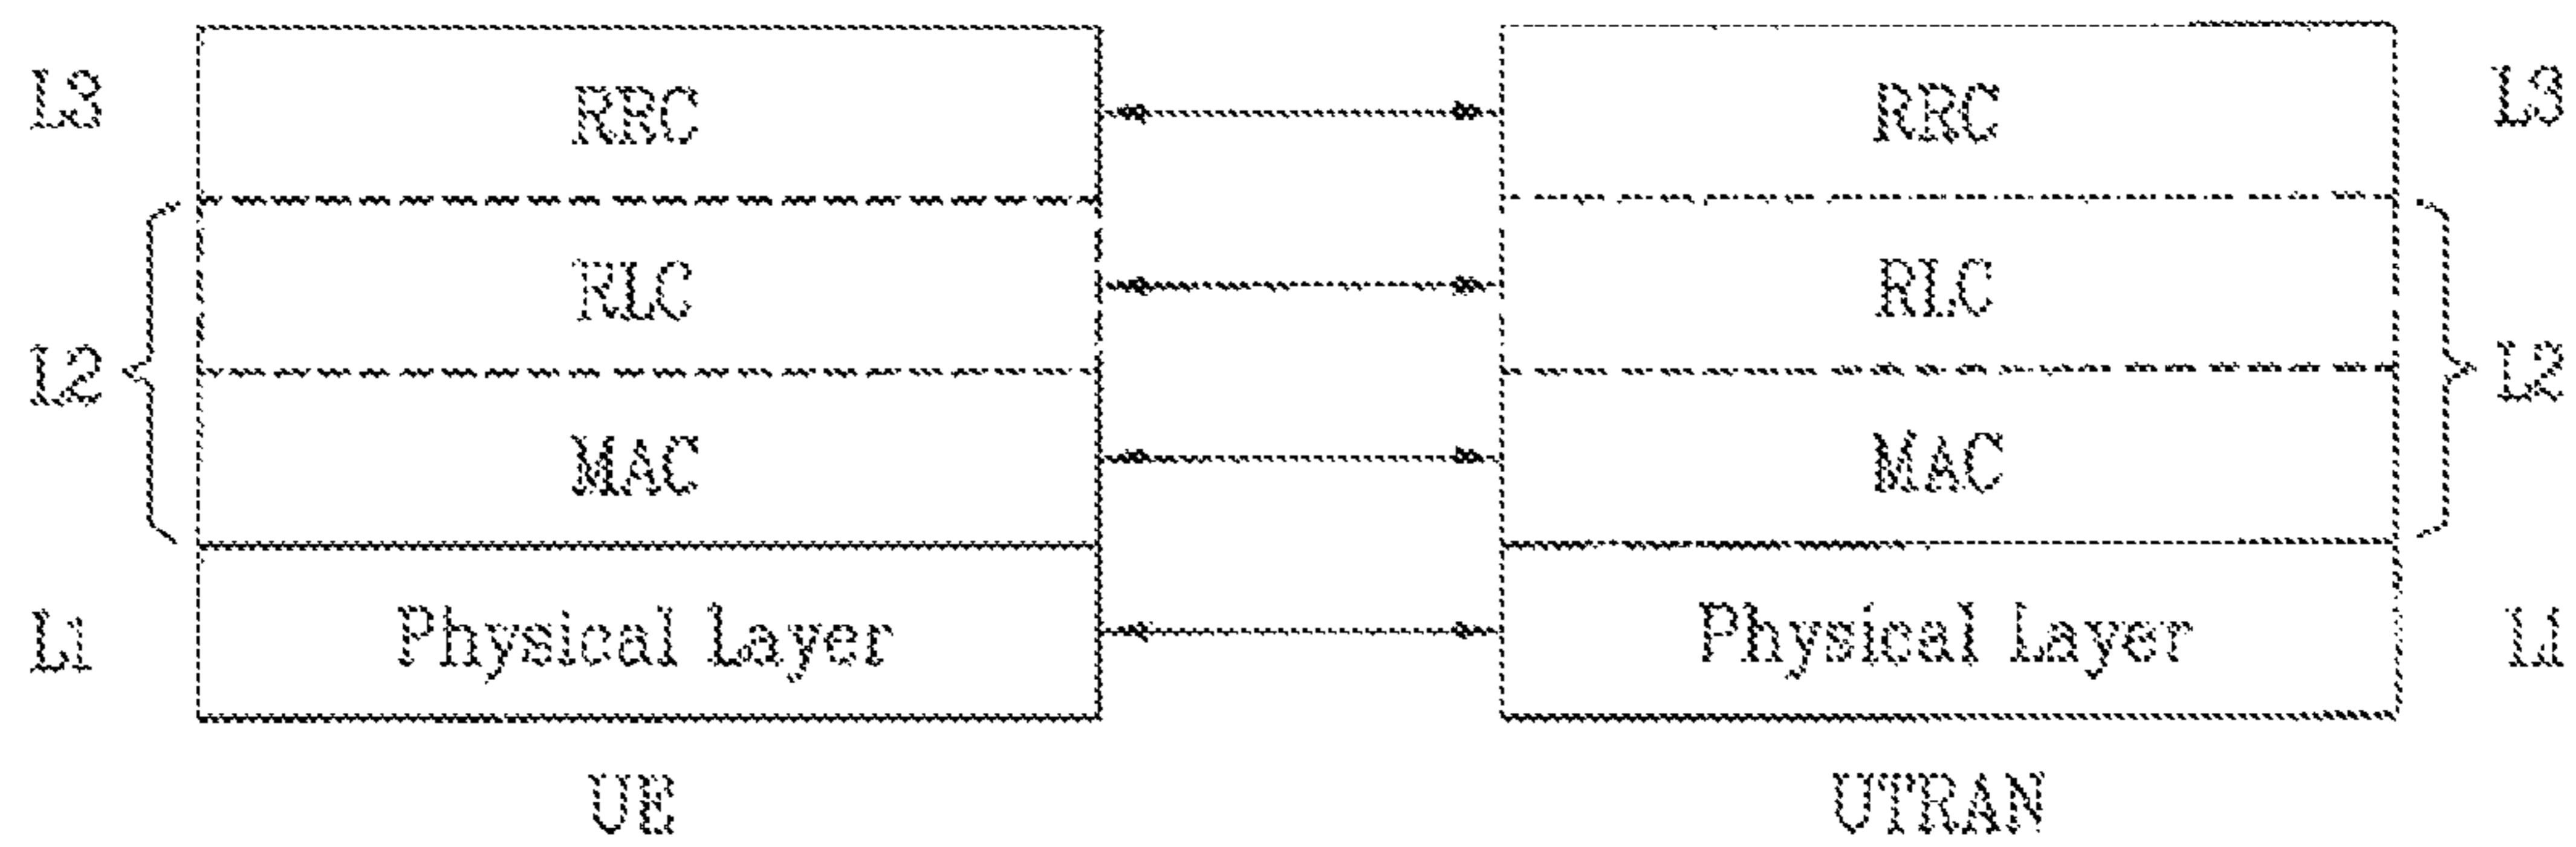 L3 RRC RRC L3
RLC RLC
L2 L2
MAC MAC
L1 Physical Layer Physical Layer L1
UE UTRAN